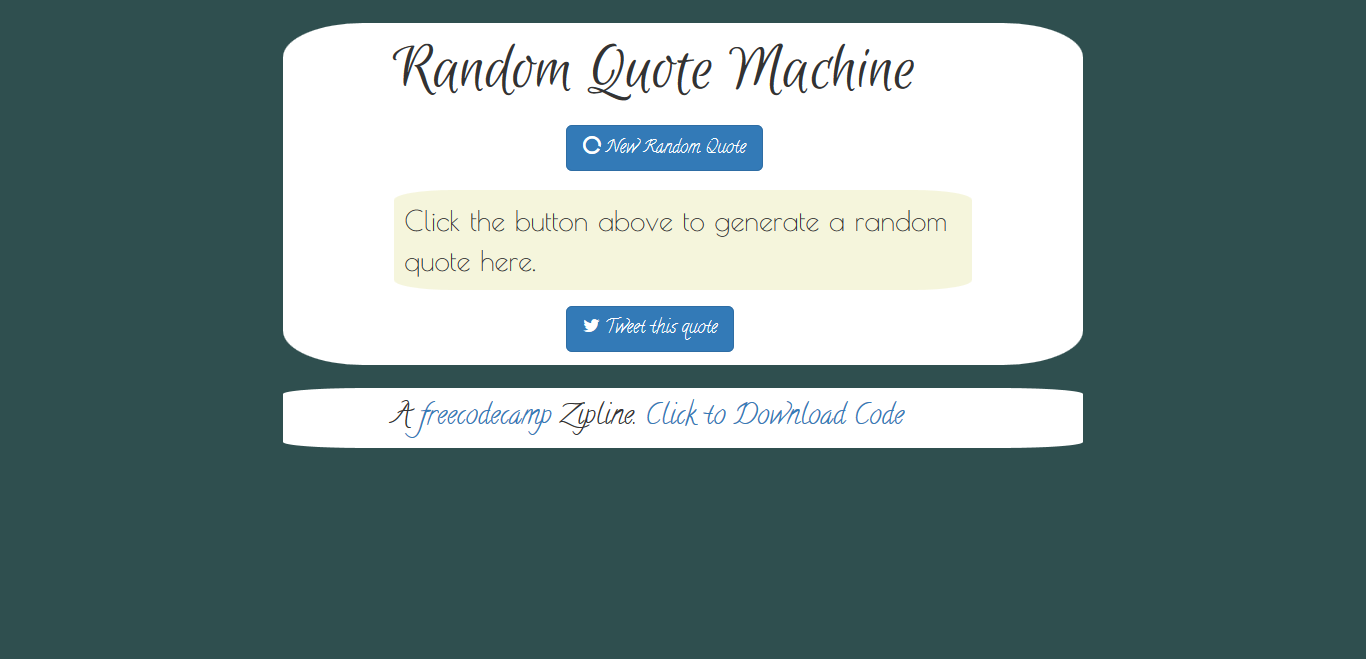 Random Quote Machine
New Random Quote
Click the button above to generate a random
quote here.
Tweet this quote
A freecodecamp Zipline. Click to Download Code